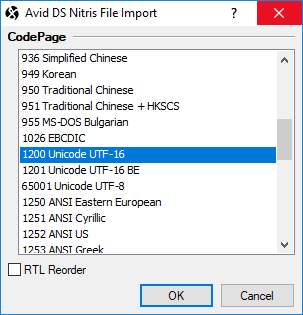 Avid DS Nitris File Import
CodePage
936 Simplified Chinese
949 Korean
950 Traditional Chinese
951 Traditional Chinese + HKSCS
955 MS-DOS Bulgarian
1026 EBCDIC
1200 Unicode UTF-16
1201 Unicode UTF-16 BE
65001 Unicode UTF-8
1250 ANSI Eastern European
1251 ANSI Cyrillic
1252 ANSI US
1253 ANSI Greek
RTL Reorder
OK Cancel